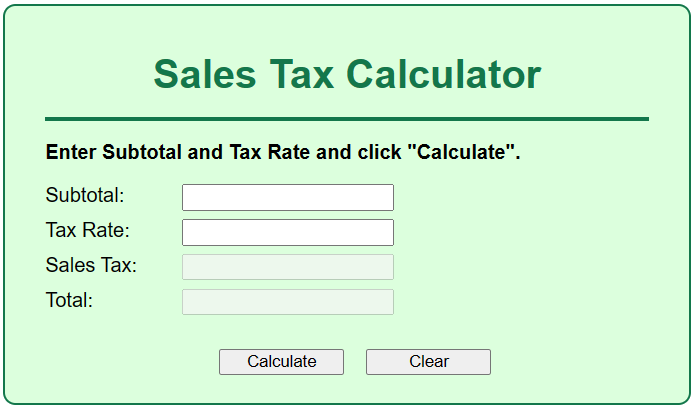 Sales Tax Calculator
Enter Subtotal and Tax Rate and click "Calculate".
Subtotal:
Tax Rate:
Sales Tax:
Total:
Calculate Clear